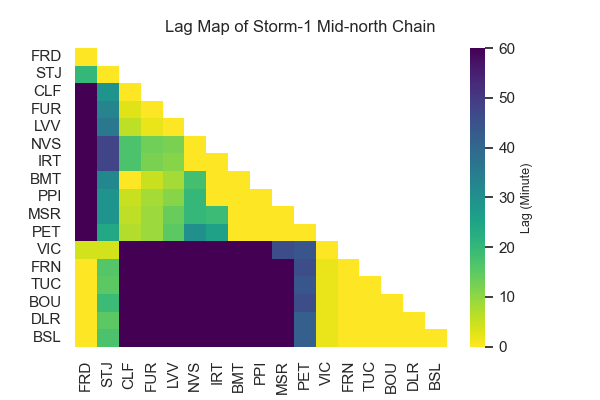 Lag Map of Storm-1 Mid-north Chain
FRD
STJ
CLF
FUR
LVV
NVS
IRT
BMT
PPI
MSR
PET
VIC
FRN
TUC
BOU
DLR
BSL
FRD STJ CLF FUR LVV NVS IRT BMT PPI MSR PET VIC FRN TUC BOU DLR BSL
60
50
40
30
20
10
0
Lag (Minute)